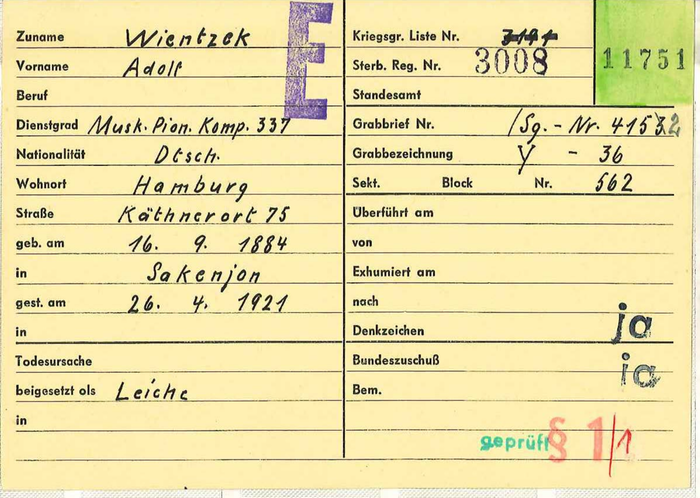 E
Zuname Wientzek
Vorname Adolf
Beruf
Dienstgrad Musk. Pion. Komp. 337
Nationalität Dtsch.
Wohnort Hamburg
Straße Käthnerort 75
geb. am 16. 9. 1884
in Sakenjon
gest. am 26. 4. 1921
in
Todesursache
beigesetzt als Leiche
in
Kriegsgr. Liste Nr.
Sterb. Reg. Nr. 3008
11751
Standesamt
Grabbrief Nr. /Sg. - Nr. 4152
Grabbezeichnung Y - 36
Sekt. Block Nr. 562
Überführt am
von
Exhumiert am
nach
Denkzeichen ja
Bundeszuschuß ja
Bem.
geprüft § 1/1